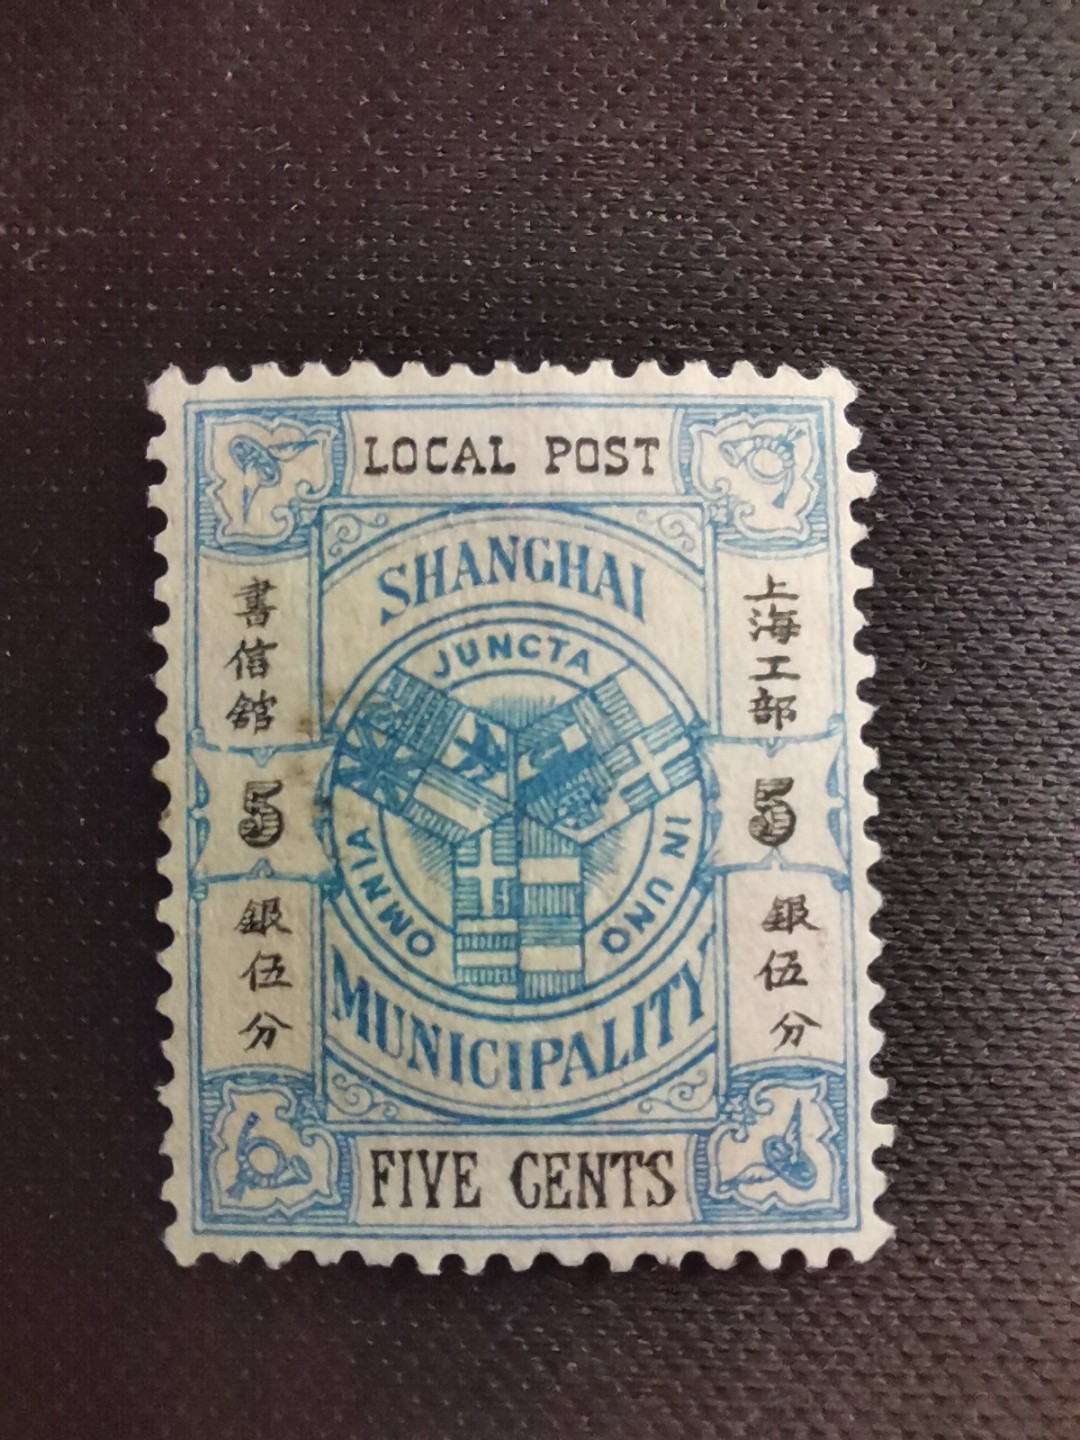 LOCAL POST
SHANGHAI
JUNCTA
IN UNO
OMNIA
MUNICIPALITY
上海工部
書信館
5
5
銀伍分
銀伍分
FIVE CENTS